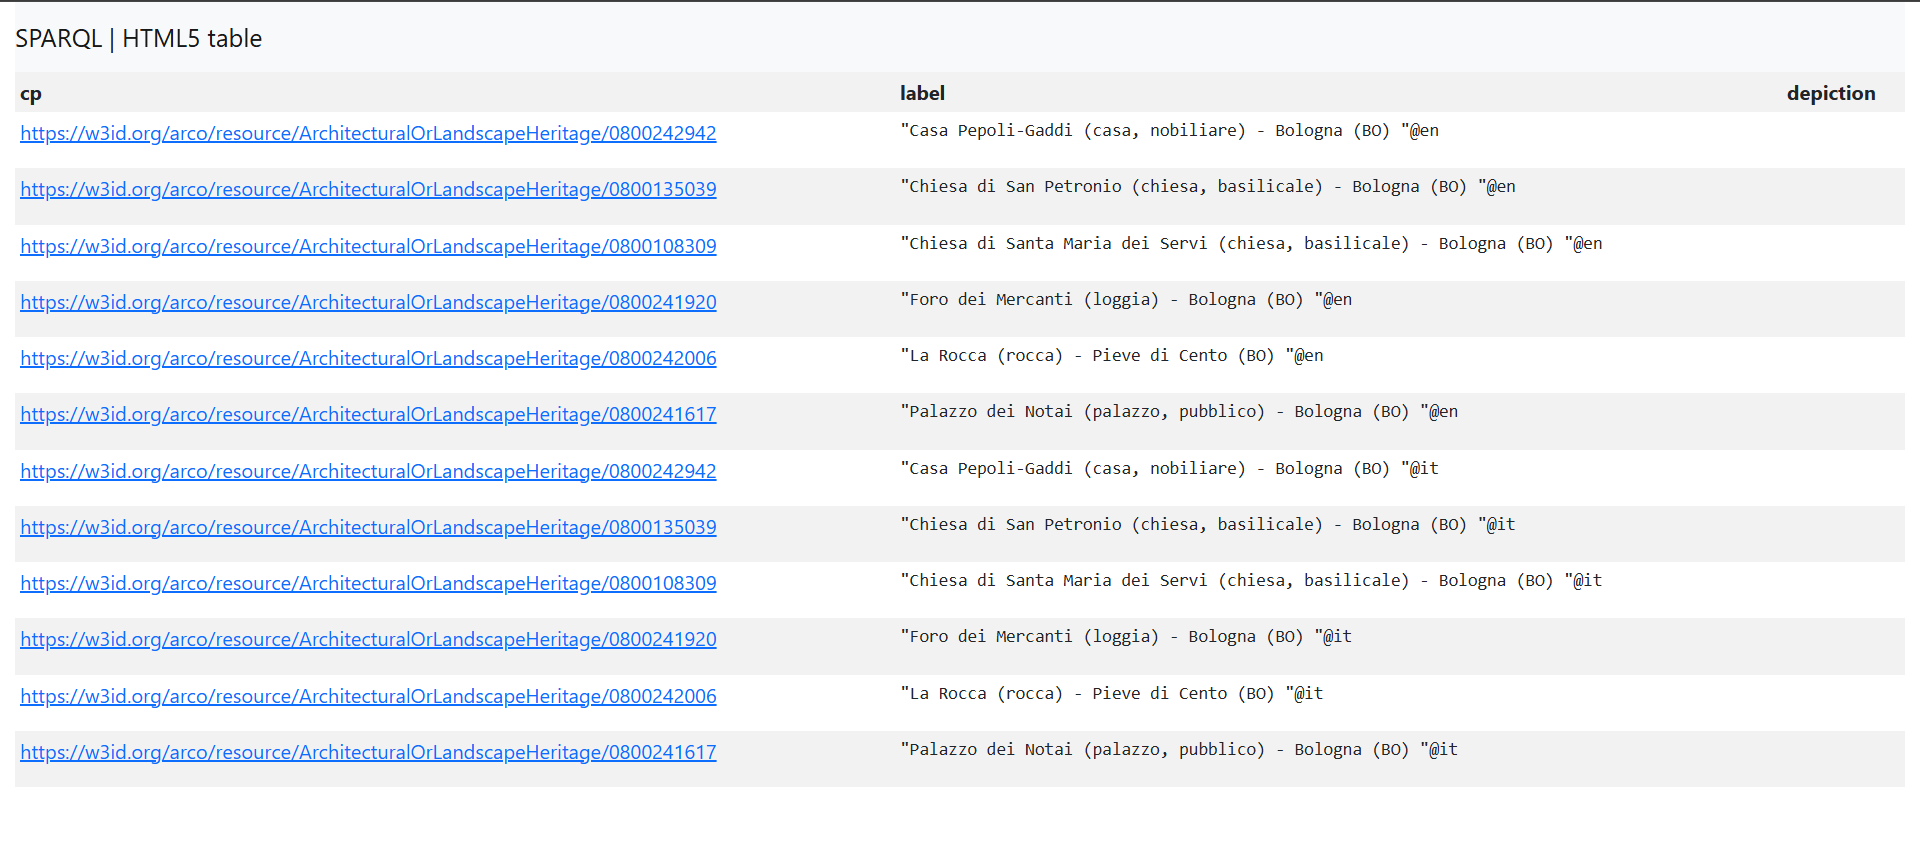 SPARQL | HTML5 table
cp label depiction
https://w3id.org/arco/resource/ArchitecturalOrLandscapeHeritage/0800242942 "Casa Pepoli-Gaddi (casa, nobiliare) - Bologna (BO) "@en
https://w3id.org/arco/resource/ArchitecturalOrLandscapeHeritage/0800135039 "Chiesa di San Petronio (chiesa, basilicale) - Bologna (BO) "@en
https://w3id.org/arco/resource/ArchitecturalOrLandscapeHeritage/0800108309 "Chiesa di Santa Maria dei Servi (chiesa, basilicale) - Bologna (BO) "@en
https://w3id.org/arco/resource/ArchitecturalOrLandscapeHeritage/0800241920 "Foro dei Mercanti (loggia) - Bologna (BO) "@en
https://w3id.org/arco/resource/ArchitecturalOrLandscapeHeritage/0800242006 "La Rocca (rocca) - Pieve di Cento (BO) "@en
https://w3id.org/arco/resource/ArchitecturalOrLandscapeHeritage/0800241617 "Palazzo dei Notai (palazzo, pubblico) - Bologna (BO) "@en
https://w3id.org/arco/resource/ArchitecturalOrLandscapeHeritage/0800242942 "Casa Pepoli-Gaddi (casa, nobiliare) - Bologna (BO) "@it
https://w3id.org/arco/resource/ArchitecturalOrLandscapeHeritage/0800135039 "Chiesa di San Petronio (chiesa, basilicale) - Bologna (BO) "@it
https://w3id.org/arco/resource/ArchitecturalOrLandscapeHeritage/0800108309 "Chiesa di Santa Maria dei Servi (chiesa, basilicale) - Bologna (BO) "@it
https://w3id.org/arco/resource/ArchitecturalOrLandscapeHeritage/0800241920 "Foro dei Mercanti (loggia) - Bologna (BO) "@it
https://w3id.org/arco/resource/ArchitecturalOrLandscapeHeritage/0800242006 "La Rocca (rocca) - Pieve di Cento (BO) "@it
https://w3id.org/arco/resource/ArchitecturalOrLandscapeHeritage/0800241617 "Palazzo dei Notai (palazzo, pubblico) - Bologna (BO) "@it